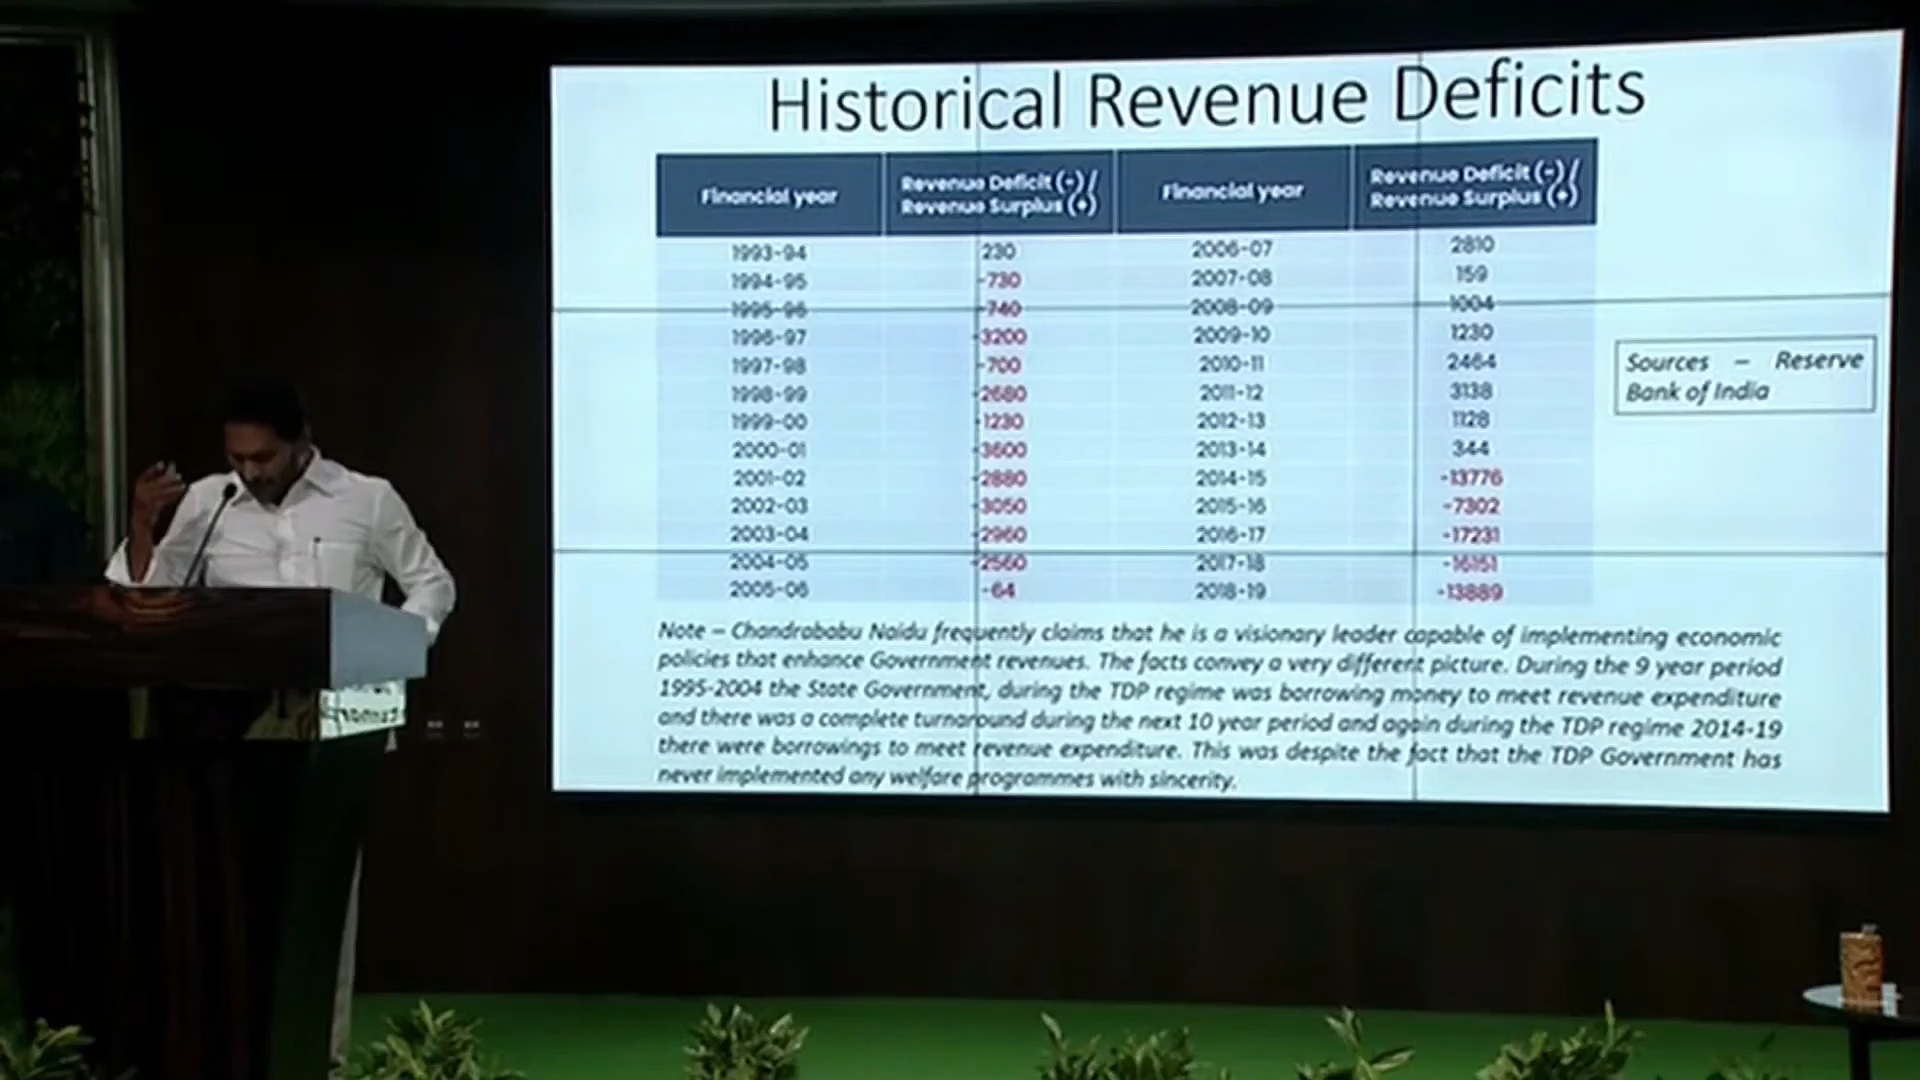 Historical Revenue Deficits
Financial year Revenue Deficit (-) / Revenue Surplus (+) Financial year Revenue Deficit (-) / Revenue Surplus (+)
1993-94 230 2006-07 2810
1994-95 -730 2007-08 159
1995-96 -740 2008-09 1004
1996-97 -3200 2009-10 1230
1997-98 -700 2010-11 2464
1998-99 -2680 2011-12 3138
1999-00 -1230 2012-13 1128
2000-01 -3600 2013-14 344
2001-02 -2880 2014-15 -13776
2002-03 -3050 2015-16 -7302
2003-04 -2960 2016-17 -17231
2004-05 -2560 2017-18 -16151
2005-06 -64 2018-19 -13889
Sources – Reserve
Bank of India
Note – Chandrababu Naidu frequently claims that he is a visionary leader capable of implementing economic
policies that enhance Government revenues. The facts convey a very different picture. During the 9 year period
1995-2004 the State Government, during the TDP regime was borrowing money to meet revenue expenditure
and there was a complete turnaround during the next 10 year period and again during the TDP regime 2014-19
there were borrowings to meet revenue expenditure. This was despite the fact that the TDP Government has
never implemented any welfare programmes with sincerity.